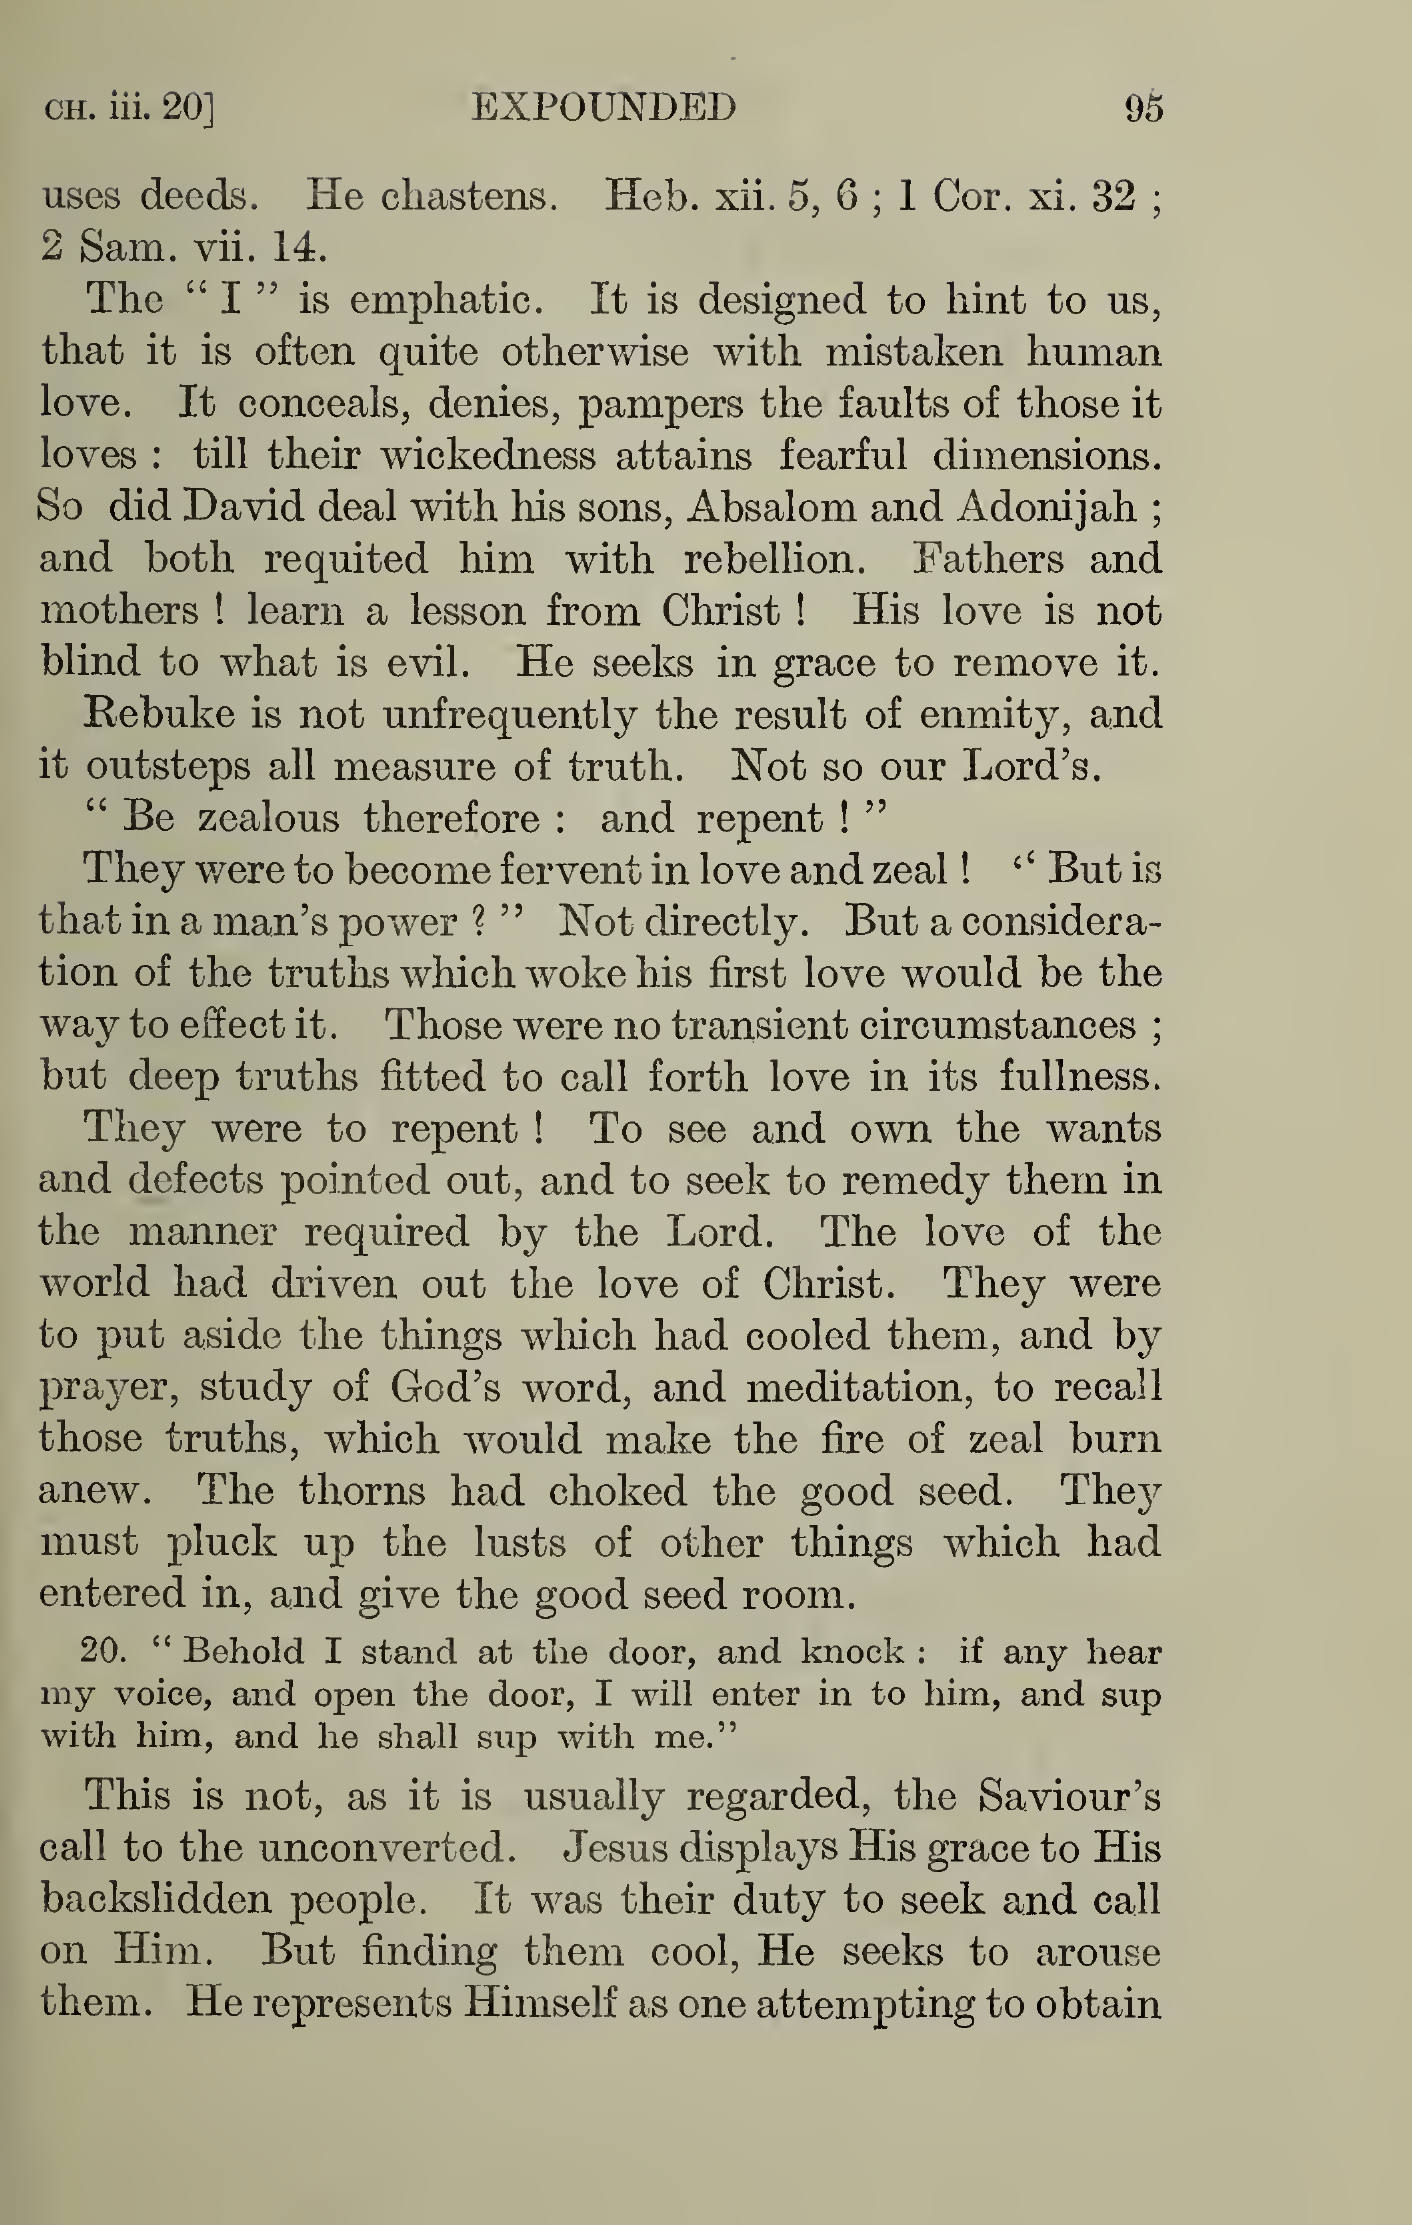 CH. iii. 20] EXPOUNDED 95
uses deeds. He chastens. Heb. xii. 5, 6 ; 1 Cor. xi. 32 ;
2 Sam. vii. 14.
The “ I ” is emphatic. It is designed to hint to us,
that it is often quite otherwise with mistaken human
love. It conceals, denies, pampers the faults of those it
loves : till their wickedness attains fearful dimensions.
So did David deal with his sons, Absalom and Adonijah ;
and both requited him with rebellion. Fathers and
mothers ! learn a lesson from Christ ! His love is not
blind to what is evil. He seeks in grace to remove it.
Rebuke is not unfrequently the result of enmity, and
it outsteps all measure of truth. Not so our Lord’s.
“ Be zealous therefore : and repent ! ”
They were to become fervent in love and zeal ! “ But is
that in a man’s power ? ” Not directly. But a considera-
tion of the truths which woke his first love would be the
way to effect it. Those were no transient circumstances ;
but deep truths fitted to call forth love in its fullness.
They were to repent ! To see and own the wants
and defects pointed out, and to seek to remedy them in
the manner required by the Lord. The love of the
world had driven out the love of Christ. They were
to put aside the things which had cooled them, and by
prayer, study of God’s word, and meditation, to recall
those truths, which would make the fire of zeal burn
anew. The thorns had choked the good seed. They
must pluck up the lusts of other things which had
entered in, and give the good seed room.
20. “ Behold I stand at the door, and knock : if any hear
my voice, and open the door, I will enter in to him, and sup
with him, and he shall sup with me.”
This is not, as it is usually regarded, the Saviour’s
call to the unconverted. Jesus displays His grace to His
backslidden people. It was their duty to seek and call
on Him. But finding them cool, He seeks to arouse
them. He represents Himself as one attempting to obtain